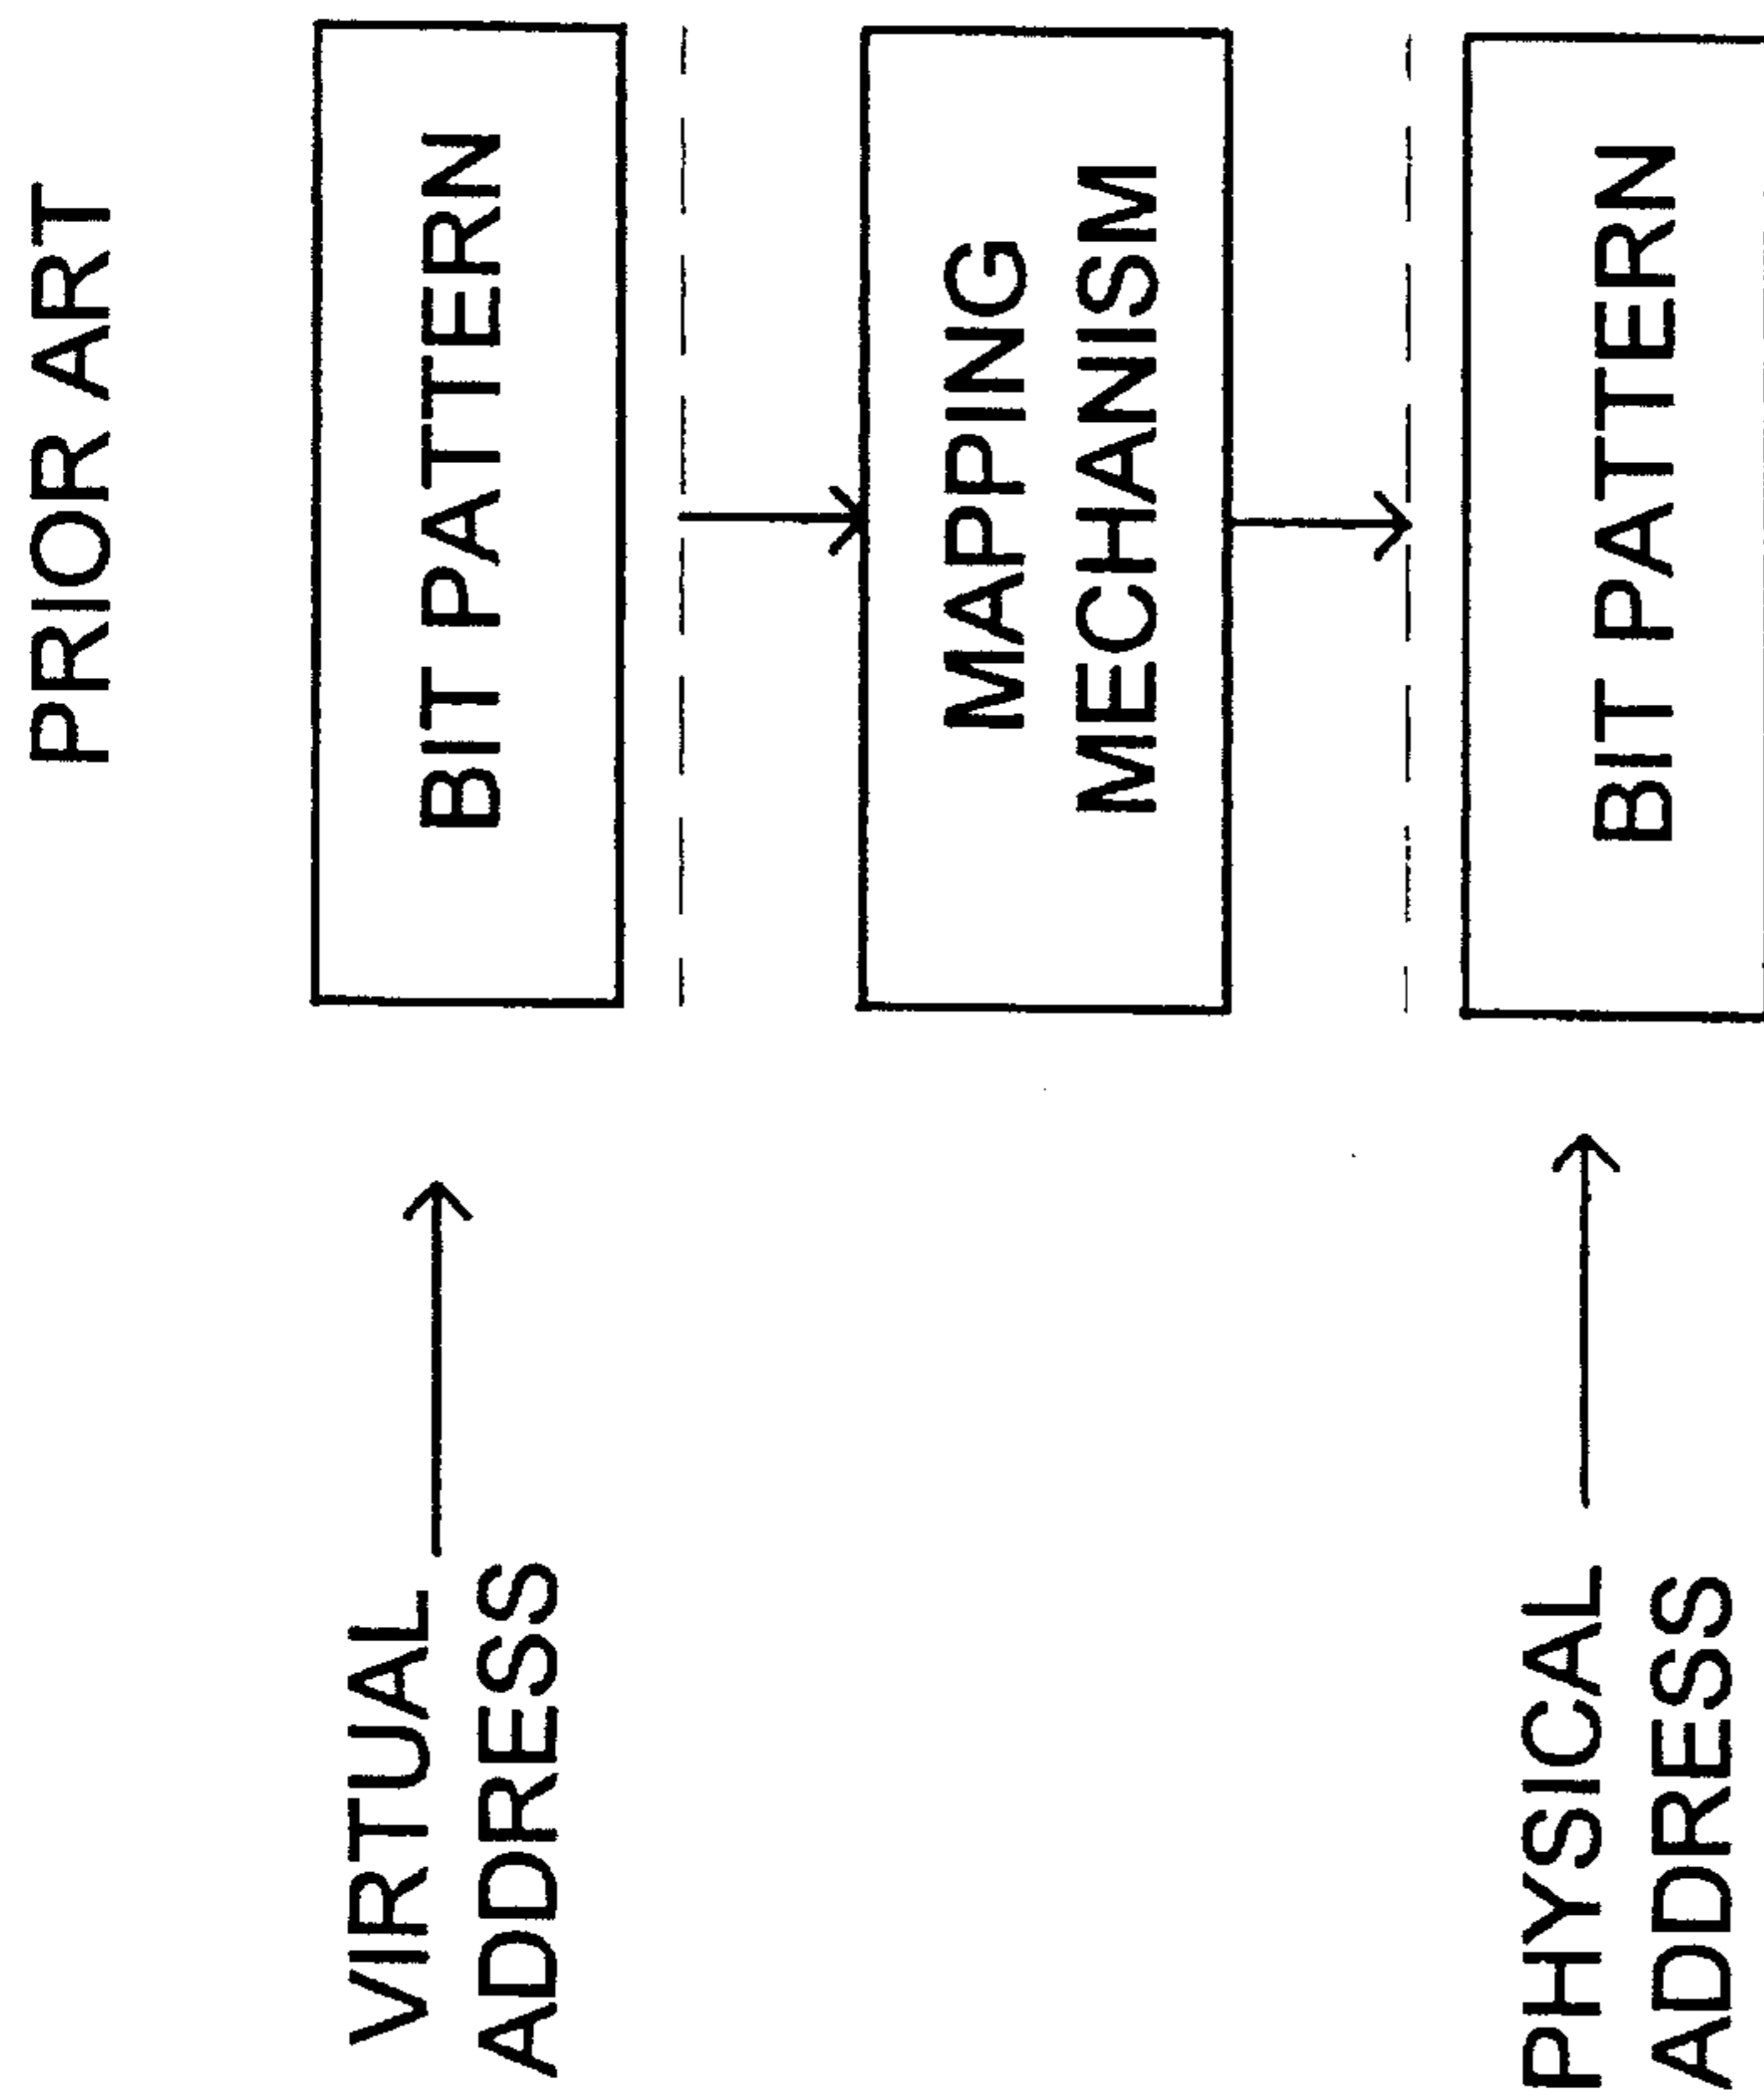 PRIOR ART
VIRTUAL
ADDRESS
BIT PATTERN
MAPPING
MECHANISM
PHYSICAL
ADDRESS
BIT PATTERN